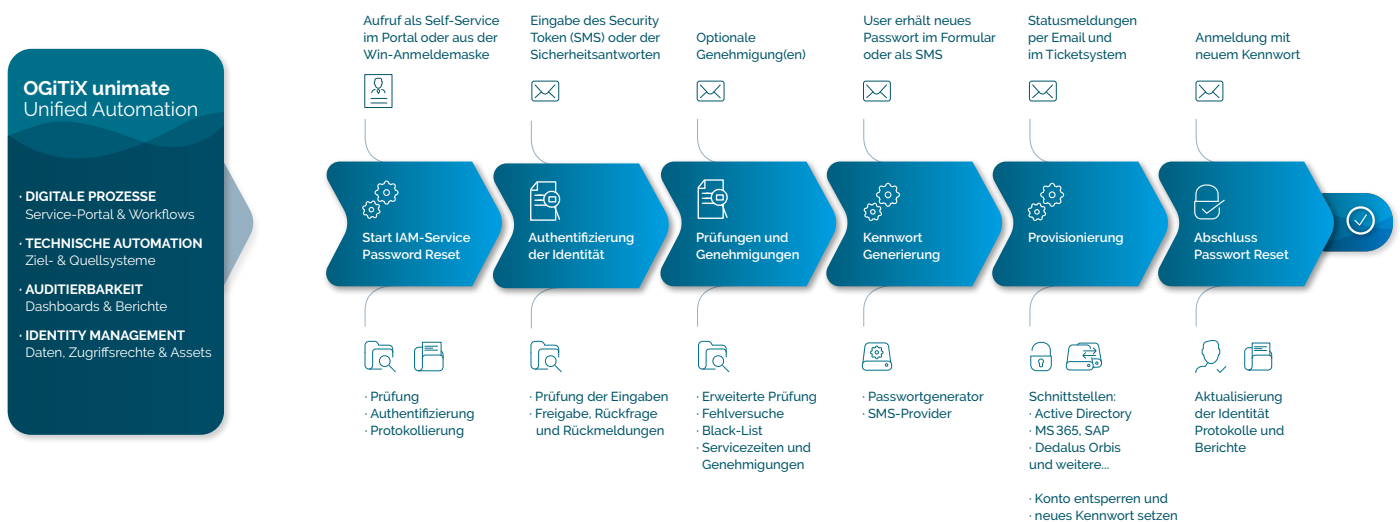 OGiTiX unimate
Unified Automation
· DIGITALE PROZESSE
Service-Portal & Workflows
· TECHNISCHE AUTOMATION
Ziel- & Quellsysteme
· AUDITIERBARKEIT
Dashboards & Berichte
· IDENTITY MANAGEMENT
Daten, Zugriffsrechte & Assets
Aufruf als Self-Service
im Portal oder aus der
Win-Anmeldemaske
Start IAM-Service
Password Reset
· Prüfung
· Authentifizierung
· Protokollierung
Eingabe des Security
Token (SMS) oder der
Sicherheitsantworten
Authentifizierung
der Identität
· Prüfung der Eingaben
· Freigabe, Rückfrage
und Rückmeldungen
Optionale
Genehmigung(en)
Prüfungen und
Genehmigungen
· Erweiterte Prüfung
· Fehlversuche
· Black-List
· Servicezeiten und
Genehmigungen
User erhält neues
Passwort im Formular
oder als SMS
Kennwort
Generierung
· Passwortgenerator
· SMS-Provider
Statusmeldungen
per Email und
im Ticketsystem
Provisionierung
Schnittstellen:
· Active Directory
· MS 365, SAP
· Dedalus Orbis
und weitere...
· Konto entsperren und
· neues Kennwort setzen
Anmeldung mit
neuem Kennwort
Abschluss
Passwort Reset
Aktualisierung
der Identität
Protokolle und
Berichte